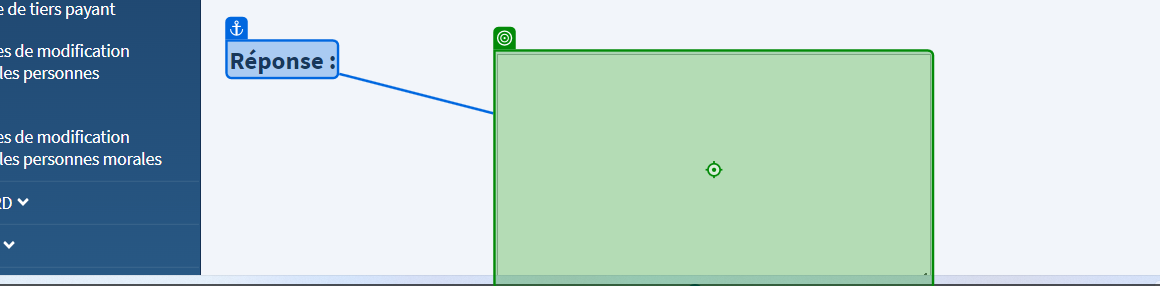 e de tiers payant
es de modification
les personnes
es de modification
les personnes morales
RD
Réponse :